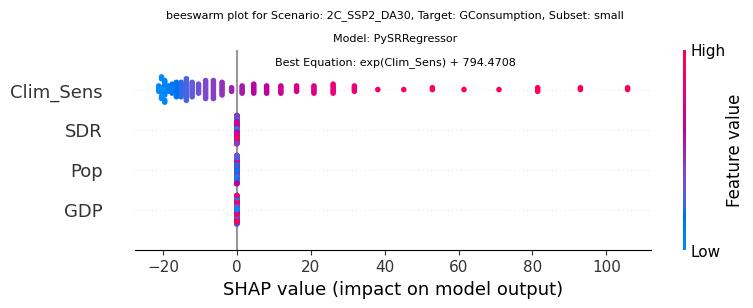 beeswarm plot for Scenario: 2C_SSP2_DA30, Target: GConsumption, Subset: small
Model: PySRRegressor
Best Equation: exp(Clim_Sens) + 794.4708
High
Clim_Sens
SDR
Pop
GDP
Feature value
Low
−20 0 20 40 60 80 100
SHAP value (impact on model output)